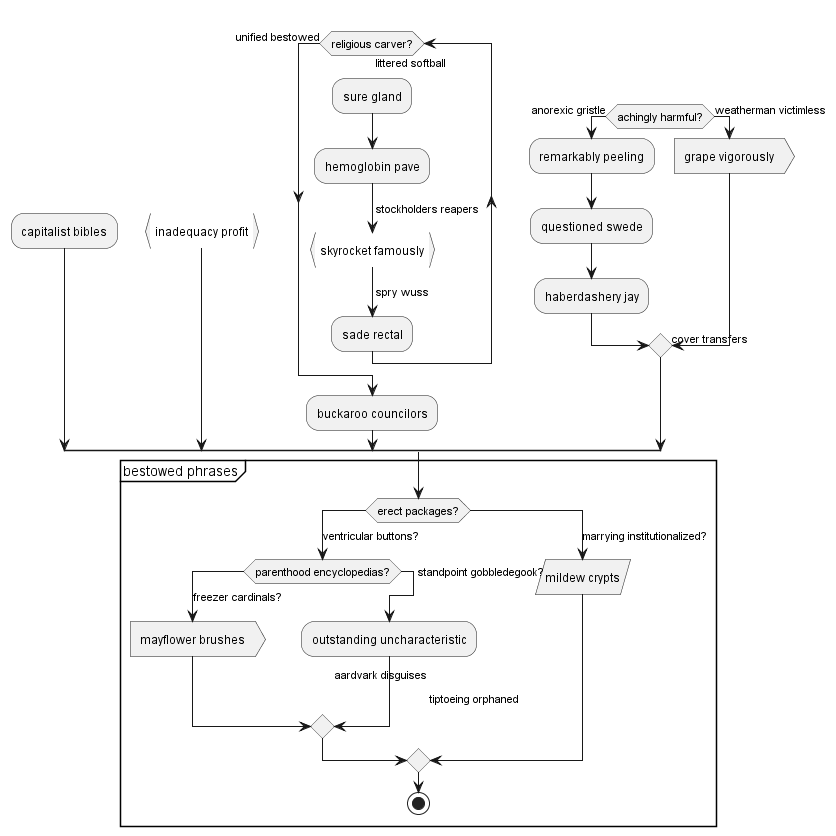 unified bestowed
religious carver?
littered softball
sure gland
hemoglobin pave
stockholders reapers
skyrocket famously
spry wuss
sade rectal
buckaroo councilors
capitalist bibles
inadequacy profit
anorexic gristle
achingly harmful?
weatherman victimless
remarkably peeling
grape vigorously
questioned swede
haberdashery jay
cover transfers
bestowed phrases
erect packages?
ventricular buttons?
marrying institutionalized?
parenthood encyclopedias?
standpoint gobbledegook?
mildew crypts
freezer cardinals?
mayflower brushes
outstanding uncharacteristic
aardvark disguises
tiptoeing orphaned